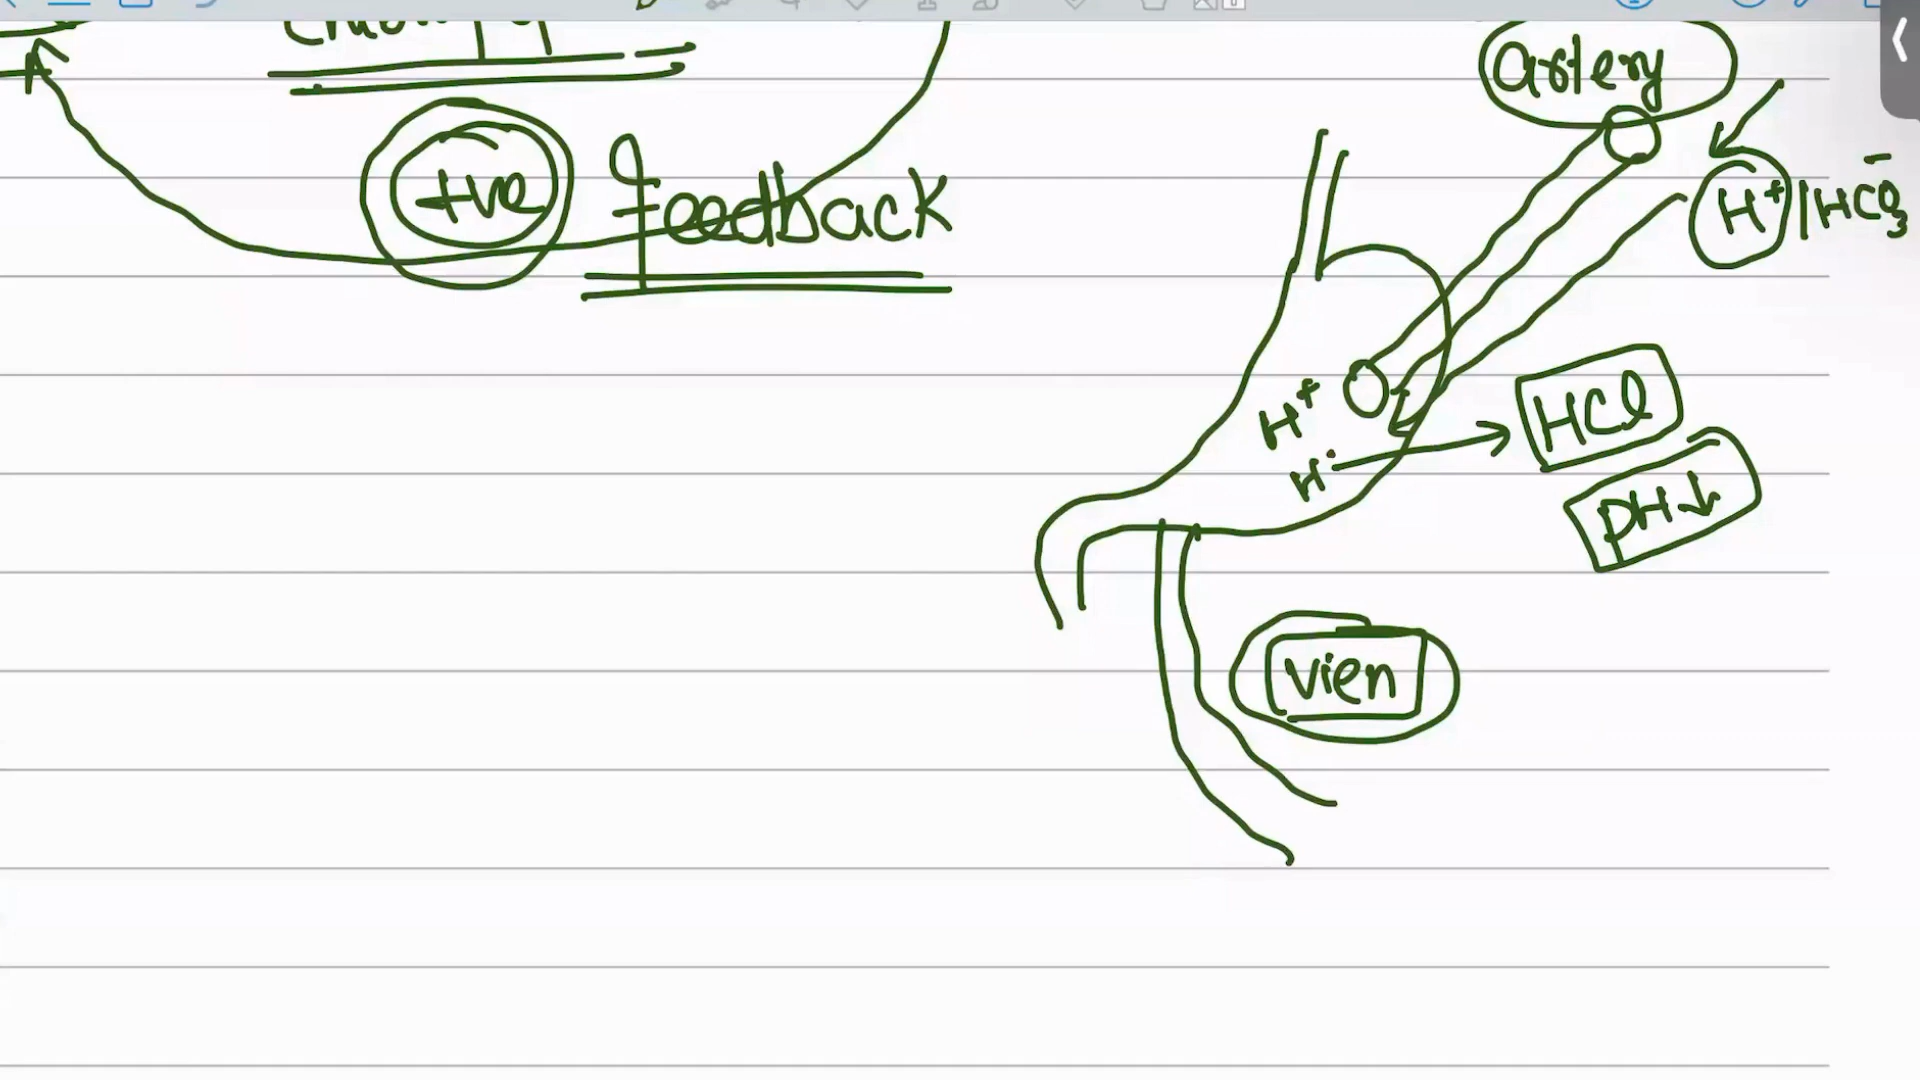 +ve feedback
artery
H⁺ | HCO₃⁻
H⁺
H⁺
HCl
pH↓
vien